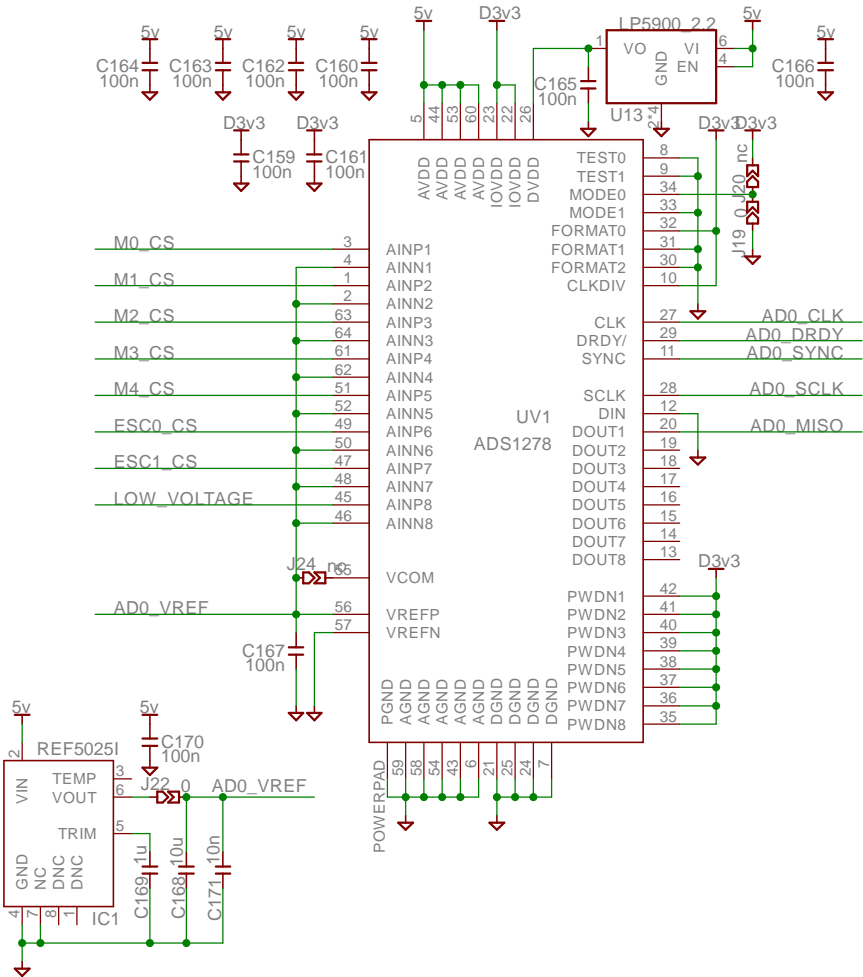 5v
5v
5v
5v
5v
D3v3
LP5900_2.2
5v
5v
C164
100n
C163
100n
C162
100n
C160
100n
C165
100n
1
VO
VI
6
EN
4
GND
U13
2*4
C166
100n
D3v3
C159
100n
D3v3
C161
100n
D3v3
D3v3
J20_nc
J19_0
5
44
53
60
23
22
26
AVDD
AVDD
AVDD
AVDD
IOVDD
IOVDD
DVDD
TEST0 8
TEST1 9
MODE0 34
MODE1 33
FORMAT0 32
FORMAT1 31
FORMAT2 30
CLKDIV 10
M0_CS 3 AINP1
4 AINN1
M1_CS 1 AINP2
2 AINN2
M2_CS 63 AINP3
64 AINN3
M3_CS 61 AINP4
62 AINN4
M4_CS 51 AINP5
52 AINN5
ESC0_CS 49 AINP6
50 AINN6
ESC1_CS 47 AINP7
48 AINN7
LOW_VOLTAGE 45 AINP8
46 AINN8
CLK 27 AD0_CLK
DRDY/ 29 AD0_DRDY
SYNC 11 AD0_SYNC
SCLK 28 AD0_SCLK
DIN 12
DOUT1 20 AD0_MISO
DOUT2 19
DOUT3 18
DOUT4 17
DOUT5 16
DOUT6 15
DOUT7 14
DOUT8 13
UV1
ADS1278
J24_nc
55 VCOM
AD0_VREF 56 VREFP
57 VREFN
C167
100n
D3v3
PWDN1 42
PWDN2 41
PWDN3 40
PWDN4 39
PWDN5 38
PWDN6 37
PWDN7 36
PWDN8 35
PGND
AGND
AGND
AGND
AGND
AGND
DGND
DGND
DGND
DGND
POWERPAD
59
58
54
43
6
21
25
24
7
5v
5v
C170
100n
REF5025I
2
VIN
TEMP 3
VOUT 6
J22_0
AD0_VREF
TRIM 5
GND
NC
DNC
DNC
4
7
8
1
IC1
C169 1u
C168 10u
C171 10n